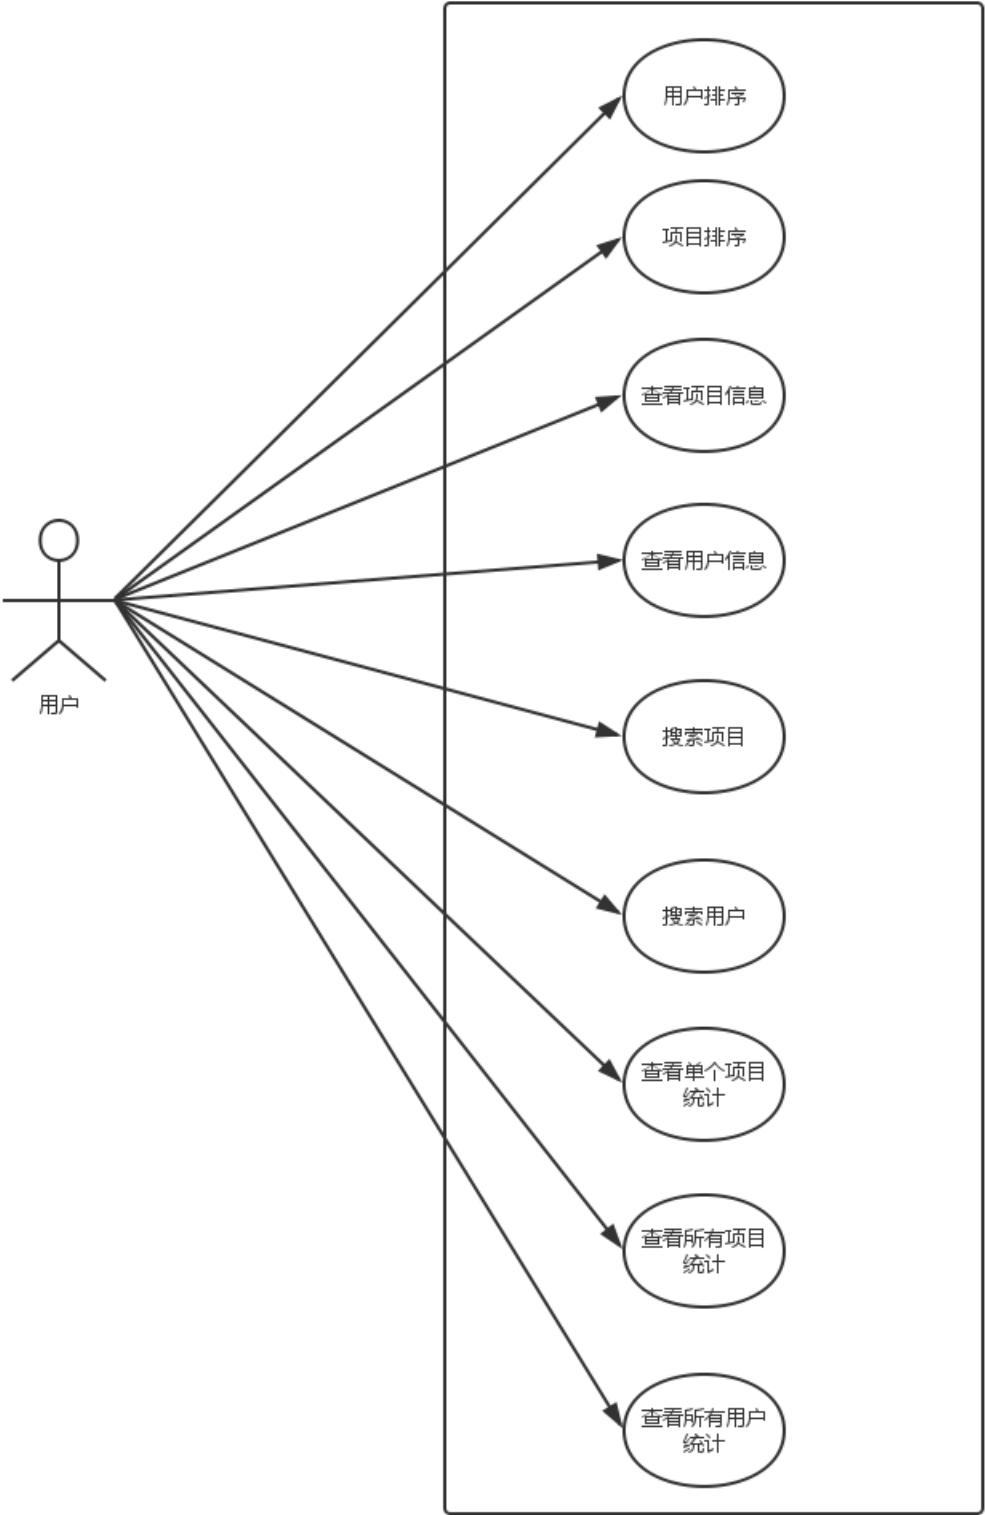 用户排序
项目排序
查看项目信息
查看用户信息
用户
搜索项目
搜索用户
查看单个项目
统计
查看所有项目
统计
查看所有用户
统计